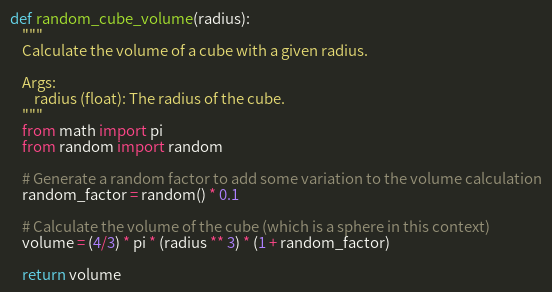 def random_cube_volume(radius):
    """
    Calculate the volume of a cube with a given radius.

    Args:
        radius (float): The radius of the cube.
    """
    from math import pi
    from random import random

    # Generate a random factor to add some variation to the volume calculation
    random_factor = random() * 0.1

    # Calculate the volume of the cube (which is a sphere in this context)
    volume = (4/3) * pi * (radius ** 3) * (1 + random_factor)

    return volume